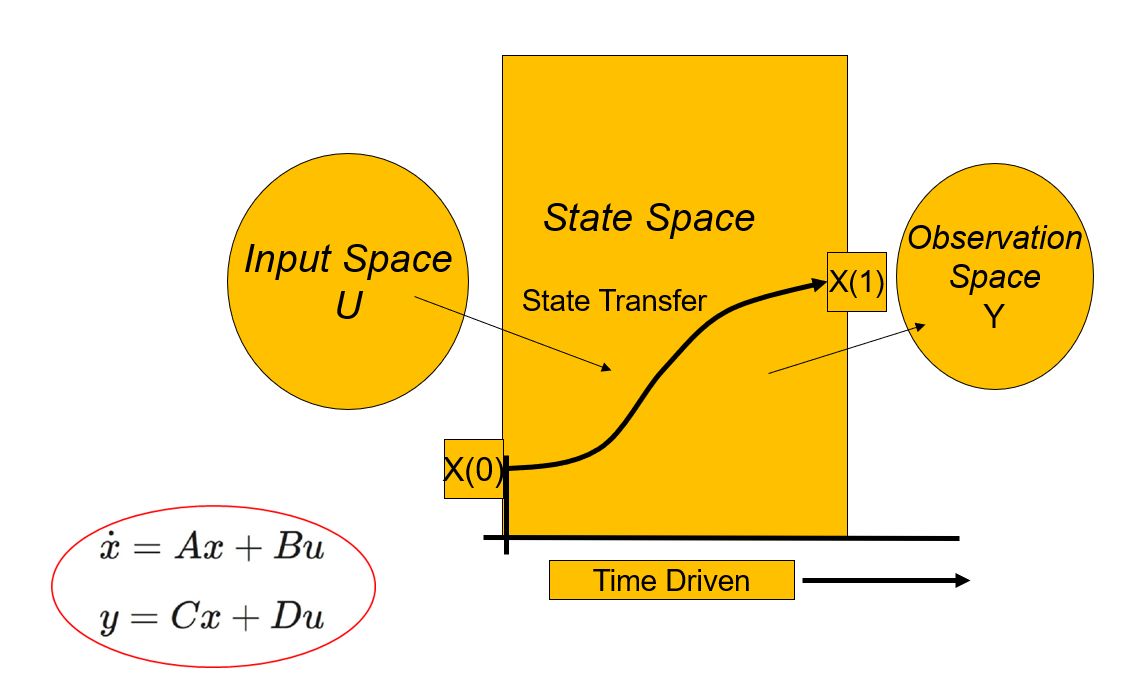 State Space
Input Space
U
Observation
Space
Y
State Transfer
X(1)
X(0)
ẋ = Ax + Bu
y = Cx + Du
Time Driven